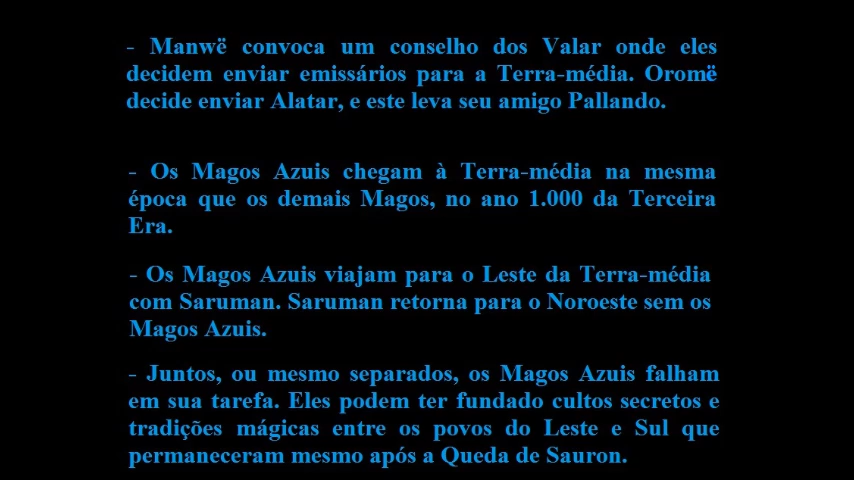 - Manwë convoca um conselho dos Valar onde eles
decidem enviar emissários para a Terra-média. Oromë
decide enviar Alatar, e este leva seu amigo Pallando.
- Os Magos Azuis chegam à Terra-média na mesma
época que os demais Magos, no ano 1.000 da Terceira
Era.
- Os Magos Azuis viajam para o Leste da Terra-média
com Saruman. Saruman retorna para o Noroeste sem os
Magos Azuis.
- Juntos, ou mesmo separados, os Magos Azuis falham
em sua tarefa. Eles podem ter fundado cultos secretos e
tradições mágicas entre os povos do Leste e Sul que
permaneceram mesmo após a Queda de Sauron.